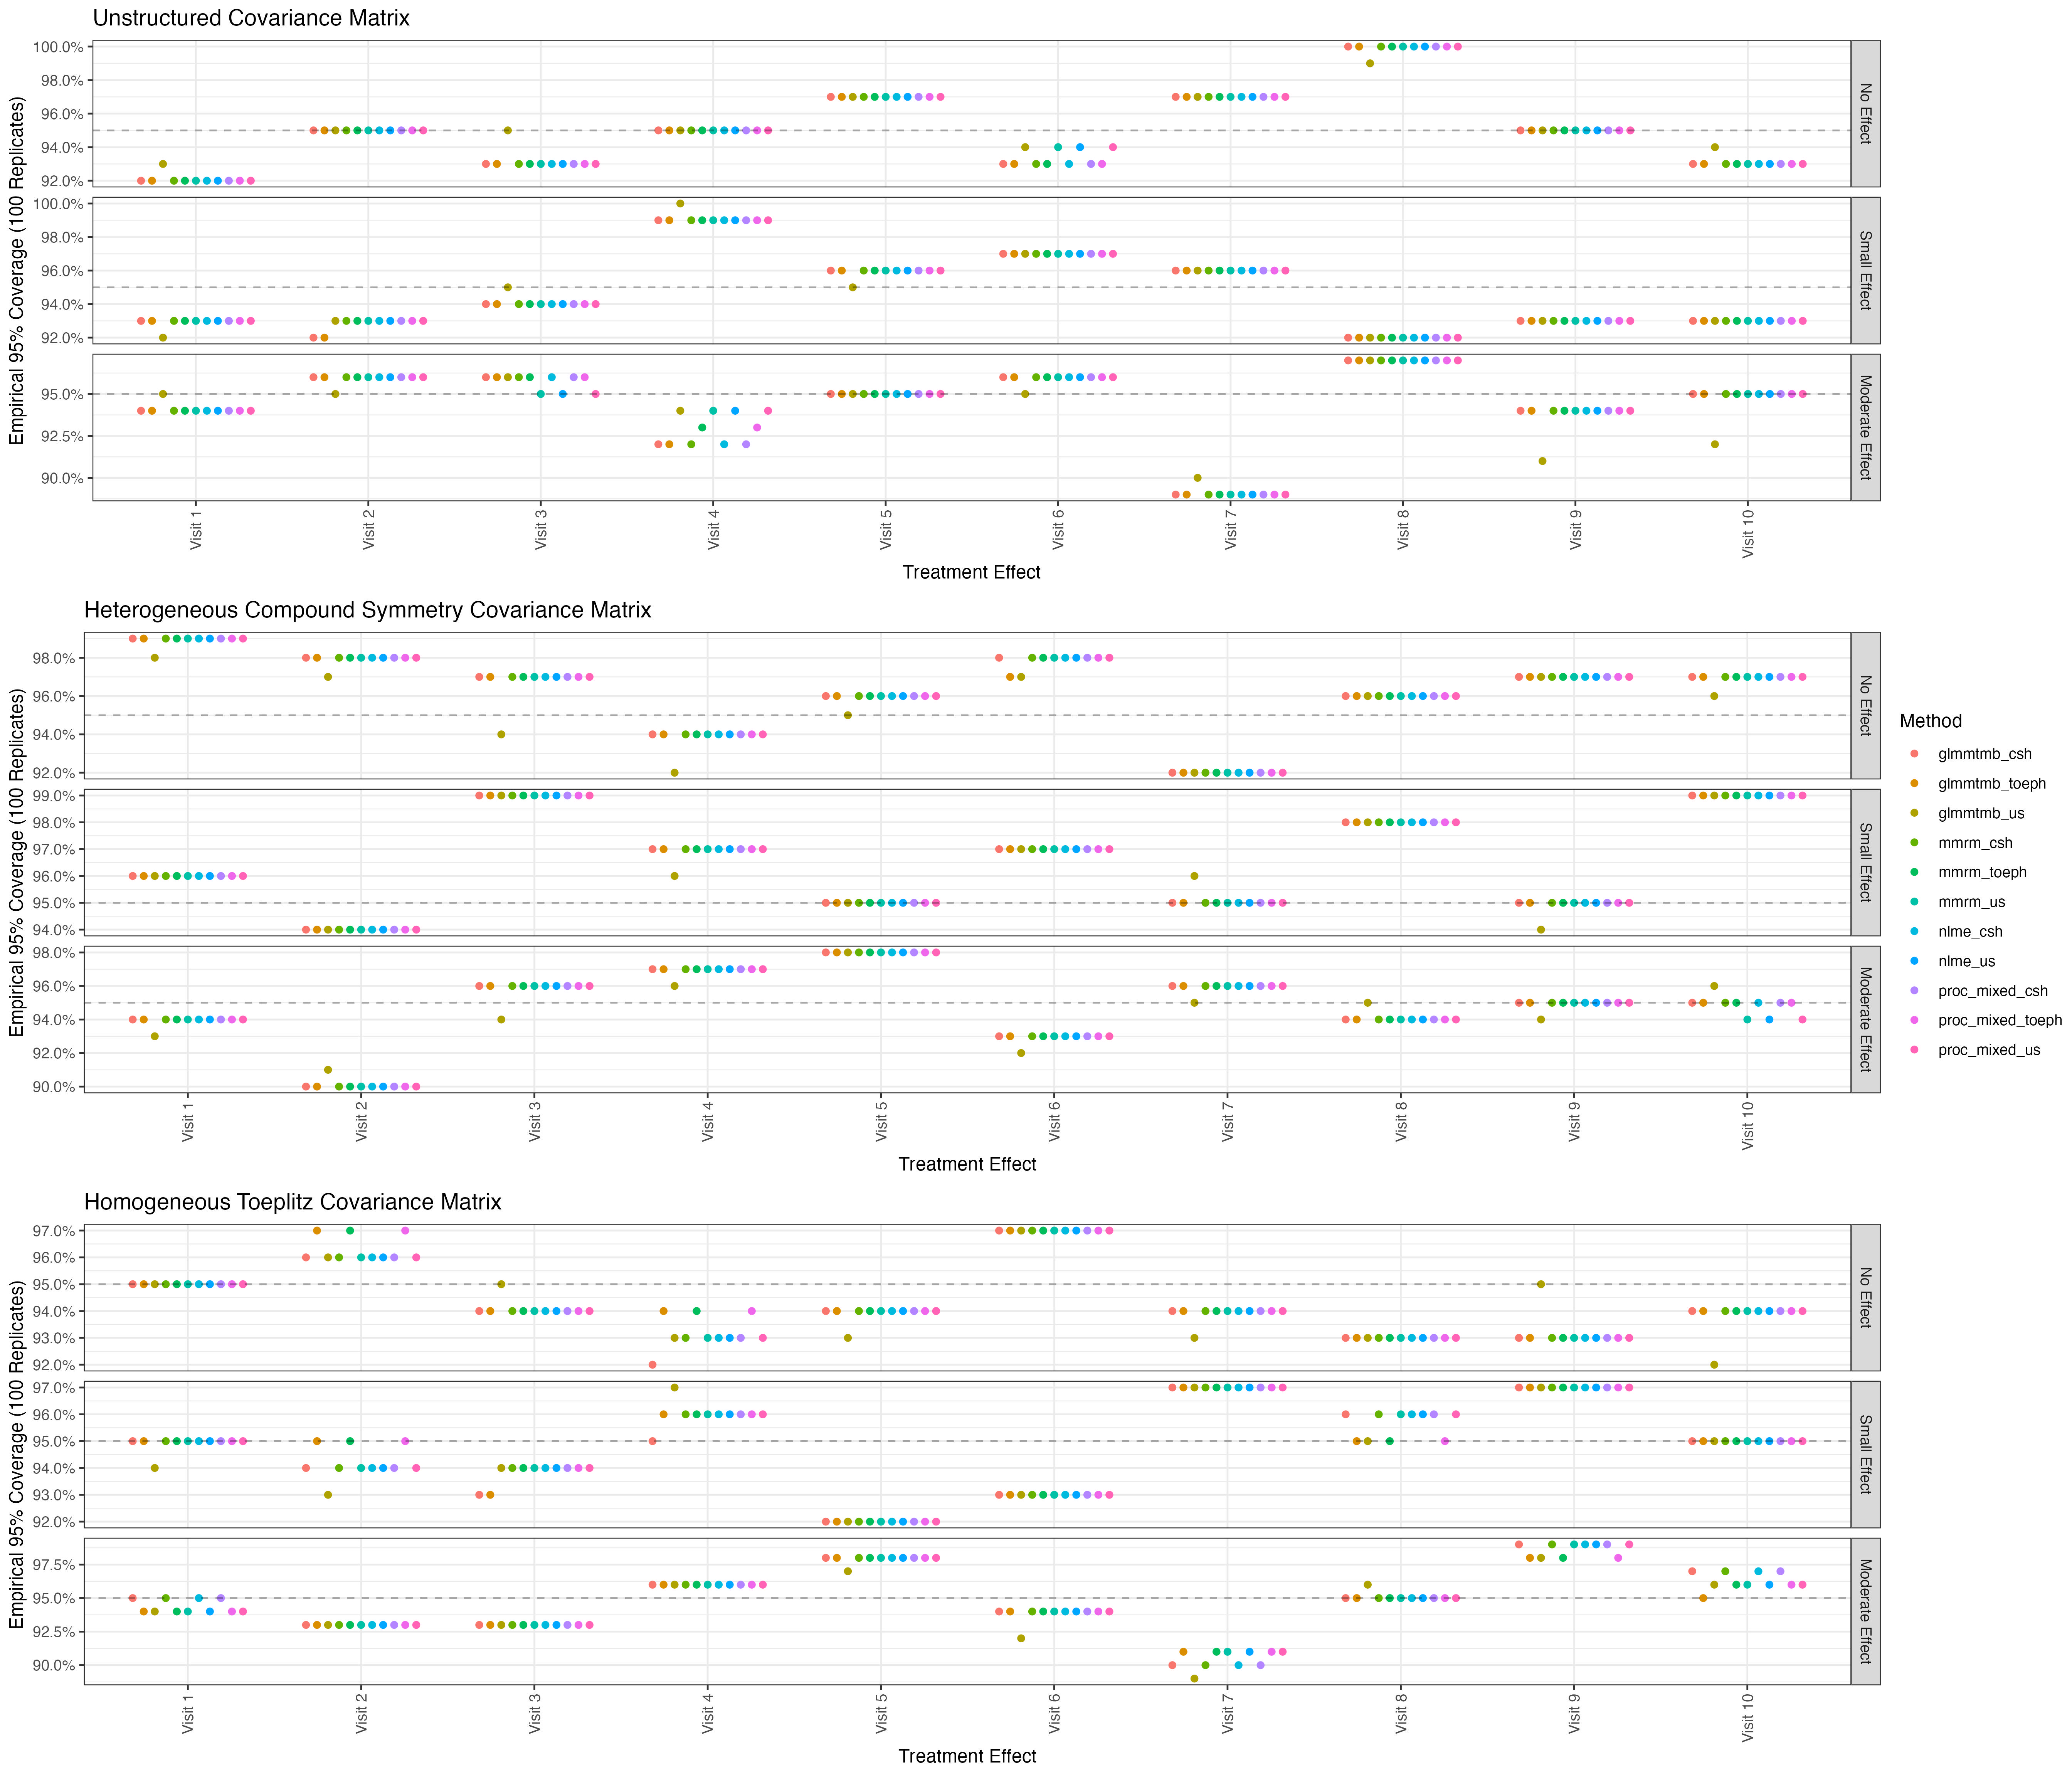 Unstructured Covariance Matrix
Empirical 95% Coverage (100 Replicates)
100.0%
98.0%
96.0%
94.0%
92.0%
No Effect
100.0%
98.0%
96.0%
94.0%
92.0%
Small Effect
95.0%
92.5%
90.0%
Moderate Effect
Visit 1
Visit 2
Visit 3
Visit 4
Visit 5
Visit 6
Visit 7
Visit 8
Visit 9
Visit 10
Treatment Effect
Heterogeneous Compound Symmetry Covariance Matrix
Empirical 95% Coverage (100 Replicates)
98.0%
96.0%
94.0%
92.0%
No Effect
99.0%
98.0%
97.0%
96.0%
95.0%
94.0%
Small Effect
98.0%
96.0%
94.0%
92.0%
90.0%
Moderate Effect
Visit 1
Visit 2
Visit 3
Visit 4
Visit 5
Visit 6
Visit 7
Visit 8
Visit 9
Visit 10
Treatment Effect
Method
glmmtmb_csh
glmmtmb_toeph
glmmtmb_us
mmrm_csh
mmrm_toeph
mmrm_us
nlme_csh
nlme_us
proc_mixed_csh
proc_mixed_toeph
proc_mixed_us
Homogeneous Toeplitz Covariance Matrix
Empirical 95% Coverage (100 Replicates)
97.0%
96.0%
95.0%
94.0%
93.0%
92.0%
No Effect
97.0%
96.0%
95.0%
94.0%
93.0%
92.0%
Small Effect
97.5%
95.0%
92.5%
90.0%
Moderate Effect
Visit 1
Visit 2
Visit 3
Visit 4
Visit 5
Visit 6
Visit 7
Visit 8
Visit 9
Visit 10
Treatment Effect